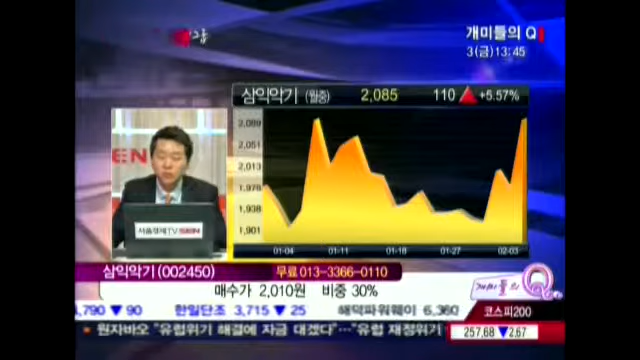 개미들의 Q
3(금)13:45
삼익악기 (월중) 2,085 110 ▲ +5.57%
2,089
2,051
2,013
1,976
1,938
1,901
01-04 01-11 01-18 01-27 02-03
SEN
서울경제TV SEN
삼익악기(002450) 무료 013-3366-0110
매수가 2,010원 비중 30%
개미들의 Q
,790 ▼ 90 한일단조 3,715 ▼ 25 해덕파워웨이 6,360
코스피200
원자바오 "유럽위기 해결에 자금 대겠다"…"유럽 재정위기
257.68 ▼2.67